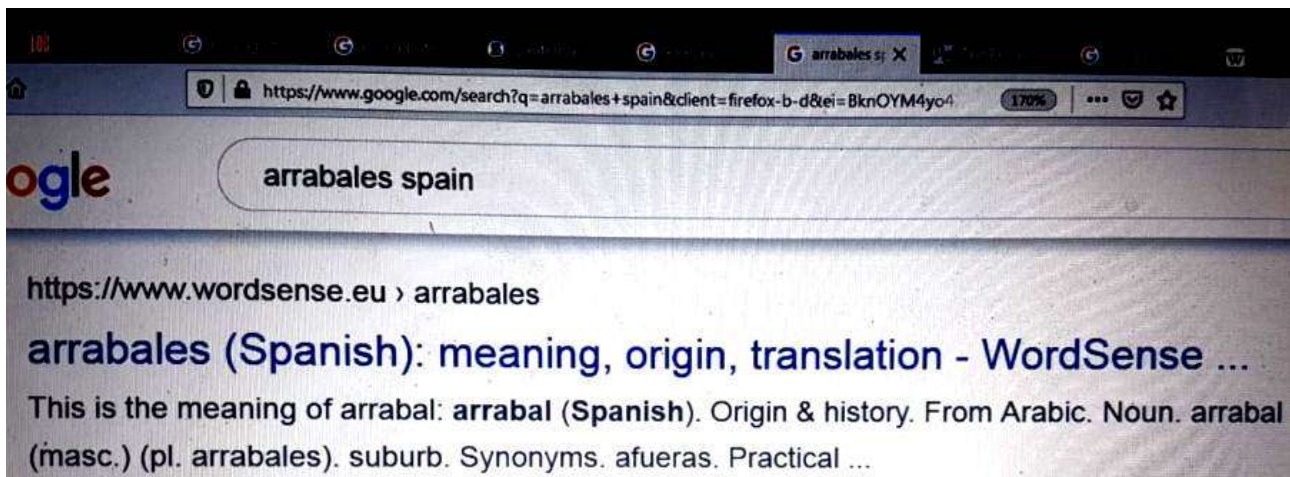 arrabales sp
https://www.google.com/search?q=arrabales+spain&client=firefox-b-d&ei=BknOYM4yo4
170%
ogle
arrabales spain
https://www.wordsense.eu › arrabales
arrabales (Spanish): meaning, origin, translation - WordSense ...
This is the meaning of arrabal: arrabal (Spanish). Origin & history. From Arabic. Noun. arrabal
(masc.) (pl. arrabales). suburb. Synonyms. afueras. Practical ...